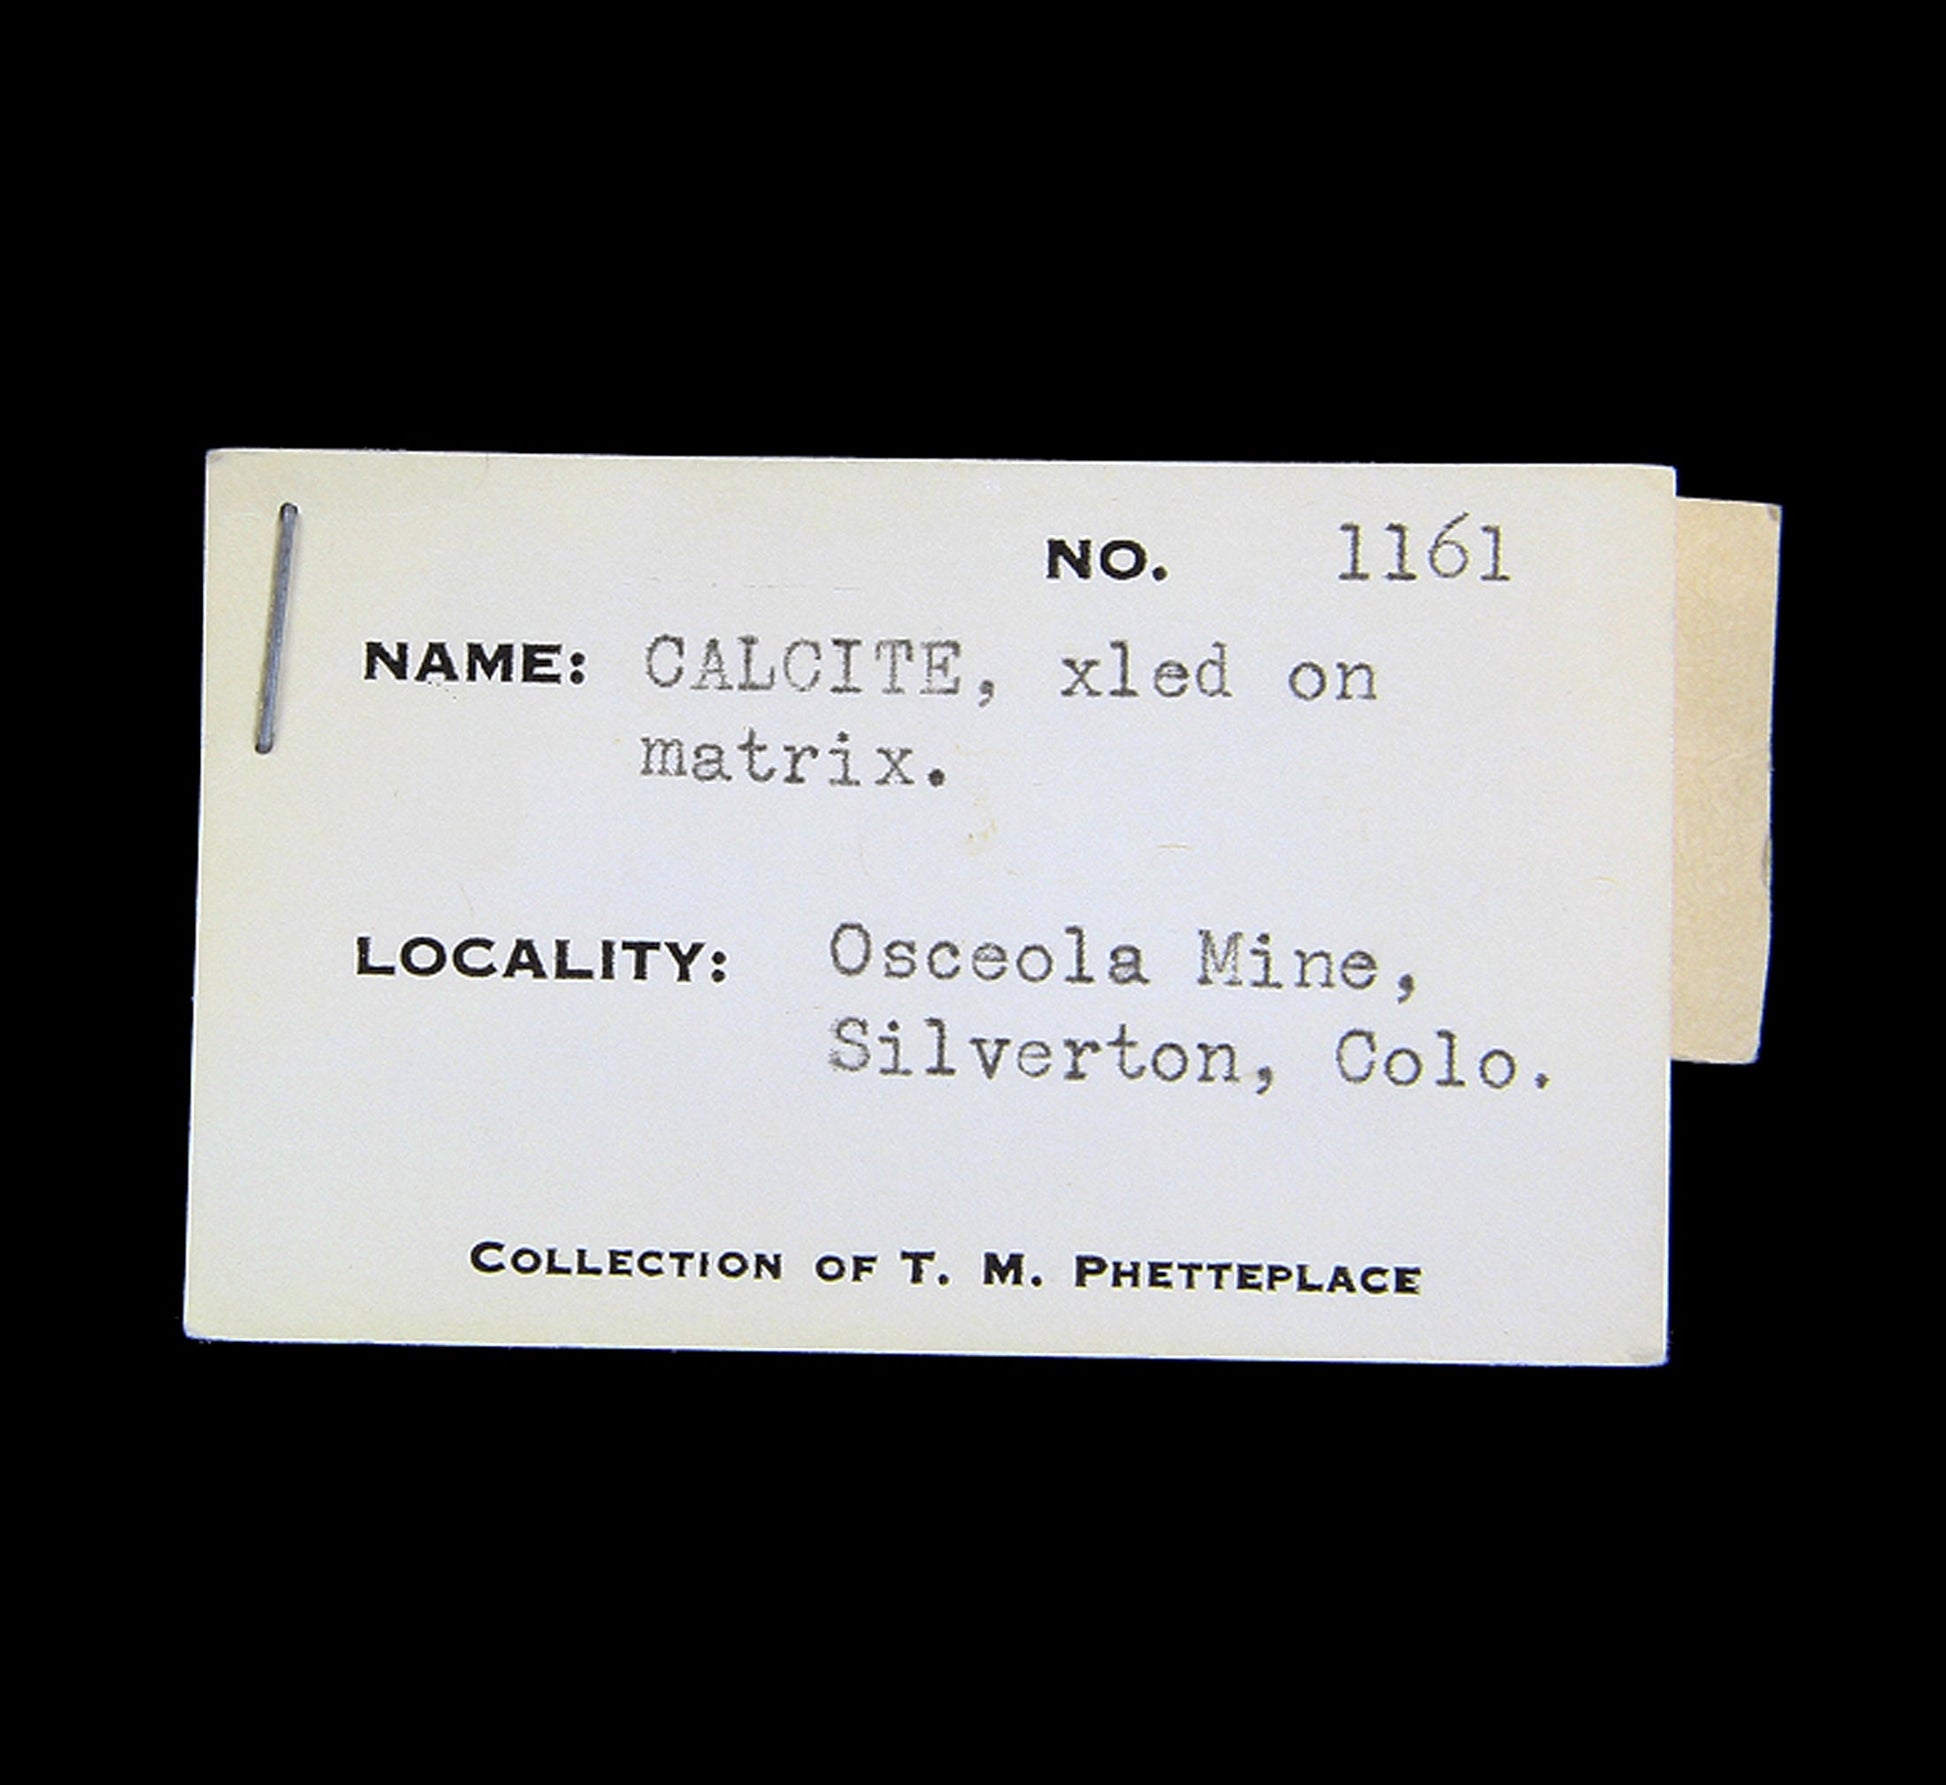 NO. 1161
NAME: CALCITE, xled on
matrix.
LOCALITY: Osceola Mine,
Silverton, Colo.
COLLECTION OF T. M. PHETTEPLACE